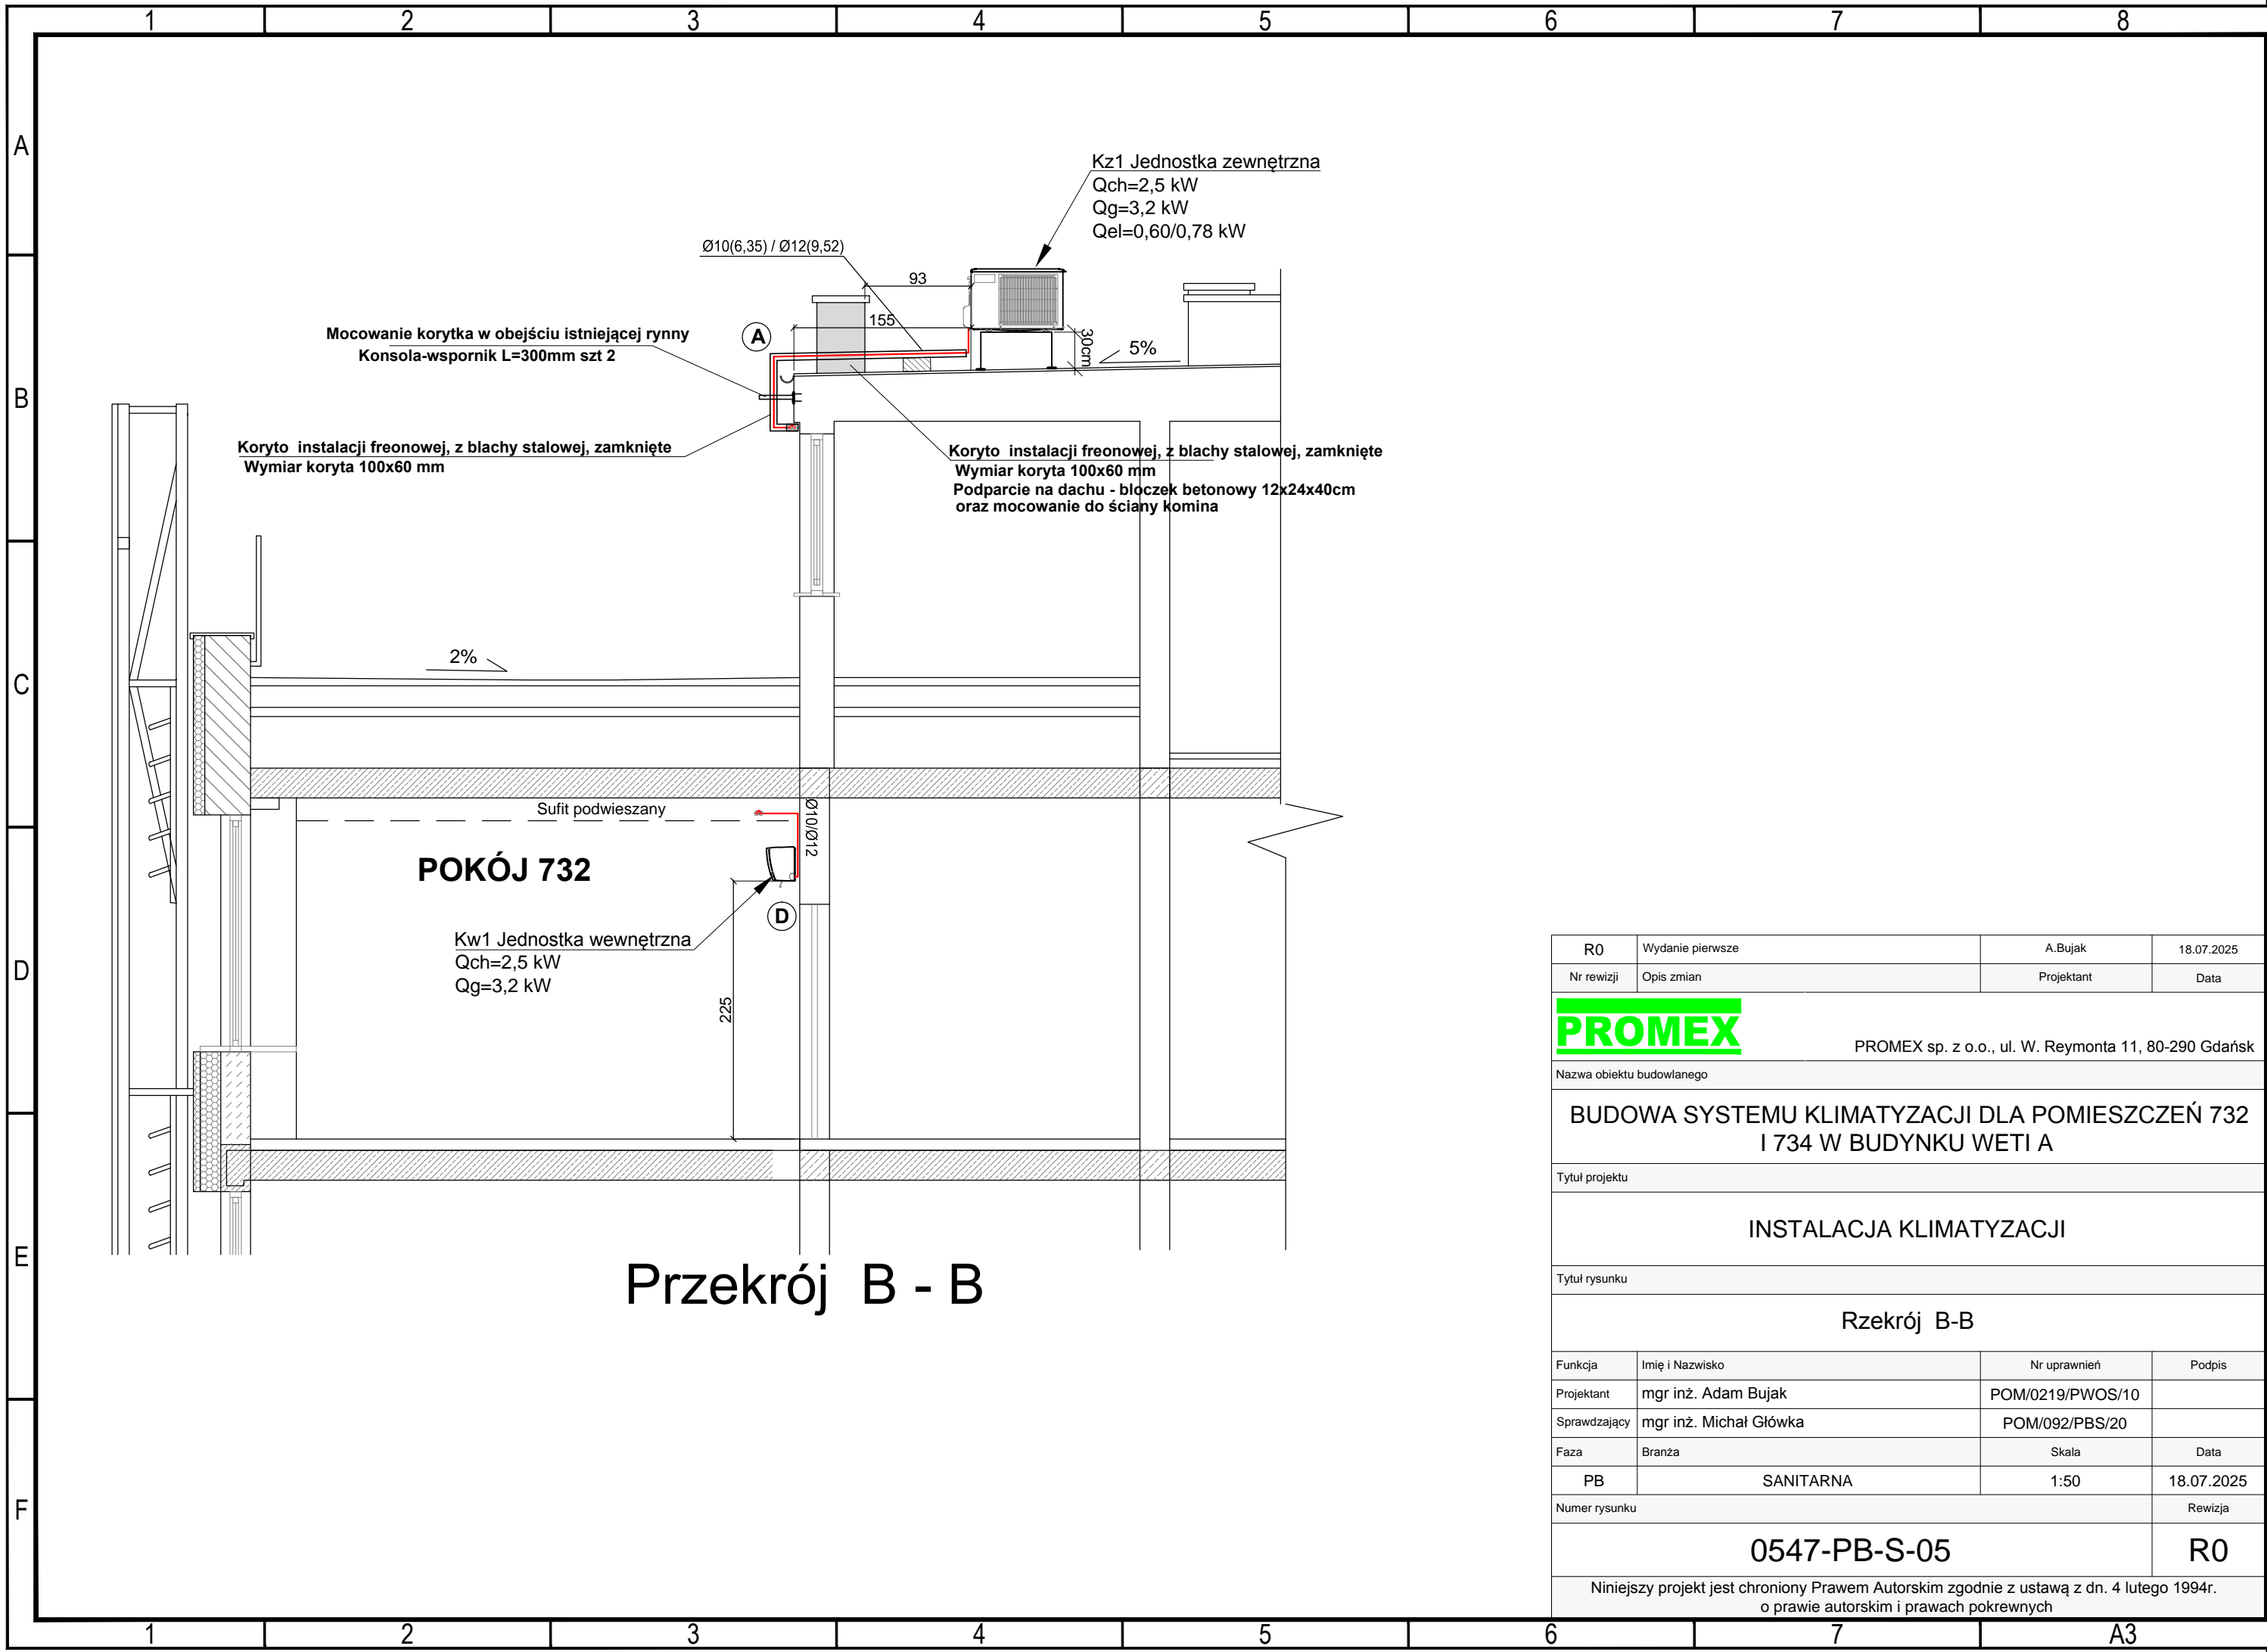 1 2 3 4 5 6 7 8
A
B
C
D
E
F
Kz1 Jednostka zewnętrzna
Qch=2,5 kW
Qg=3,2 kW
Qel=0,60/0,78 kW
Ø10(6,35) / Ø12(9,52)
93
155
30cm
5%
A
Mocowanie korytka w obejściu istniejącej rynny
Konsola-wspornik L=300mm szt 2
Koryto instalacji freonowej, z blachy stalowej, zamknięte
Wymiar koryta 100x60 mm
Koryto instalacji freonowej, z blachy stalowej, zamknięte
Wymiar koryta 100x60 mm
Podparcie na dachu - bloczek betonowy 12x24x40cm
oraz mocowanie do ściany komina
2%
Sufit podwieszany
Ø10/Ø12
POKÓJ 732
D
Kw1 Jednostka wewnętrzna
Qch=2,5 kW
Qg=3,2 kW
225
Przekrój B - B
R0 Wydanie pierwsze A.Bujak 18.07.2025
Nr rewizji Opis zmian Projektant Data
PROMEX
PROMEX sp. z o.o., ul. W. Reymonta 11, 80-290 Gdańsk
Nazwa obiektu budowlanego
BUDOWA SYSTEMU KLIMATYZACJI DLA POMIESZCZEŃ 732
I 734 W BUDYNKU WETI A
Tytuł projektu
INSTALACJA KLIMATYZACJI
Tytuł rysunku
Rzekrój B-B
Funkcja Imię i Nazwisko Nr uprawnień Podpis
Projektant mgr inż. Adam Bujak POM/0219/PWOS/10
Sprawdzający mgr inż. Michał Główka POM/092/PBS/20
Faza Branża Skala Data
PB SANITARNA 1:50 18.07.2025
Numer rysunku Rewizja
0547-PB-S-05 R0
Niniejszy projekt jest chroniony Prawem Autorskim zgodnie z ustawą z dn. 4 lutego 1994r.
o prawie autorskim i prawach pokrewnych
1 2 3 4 5 6 7 A3